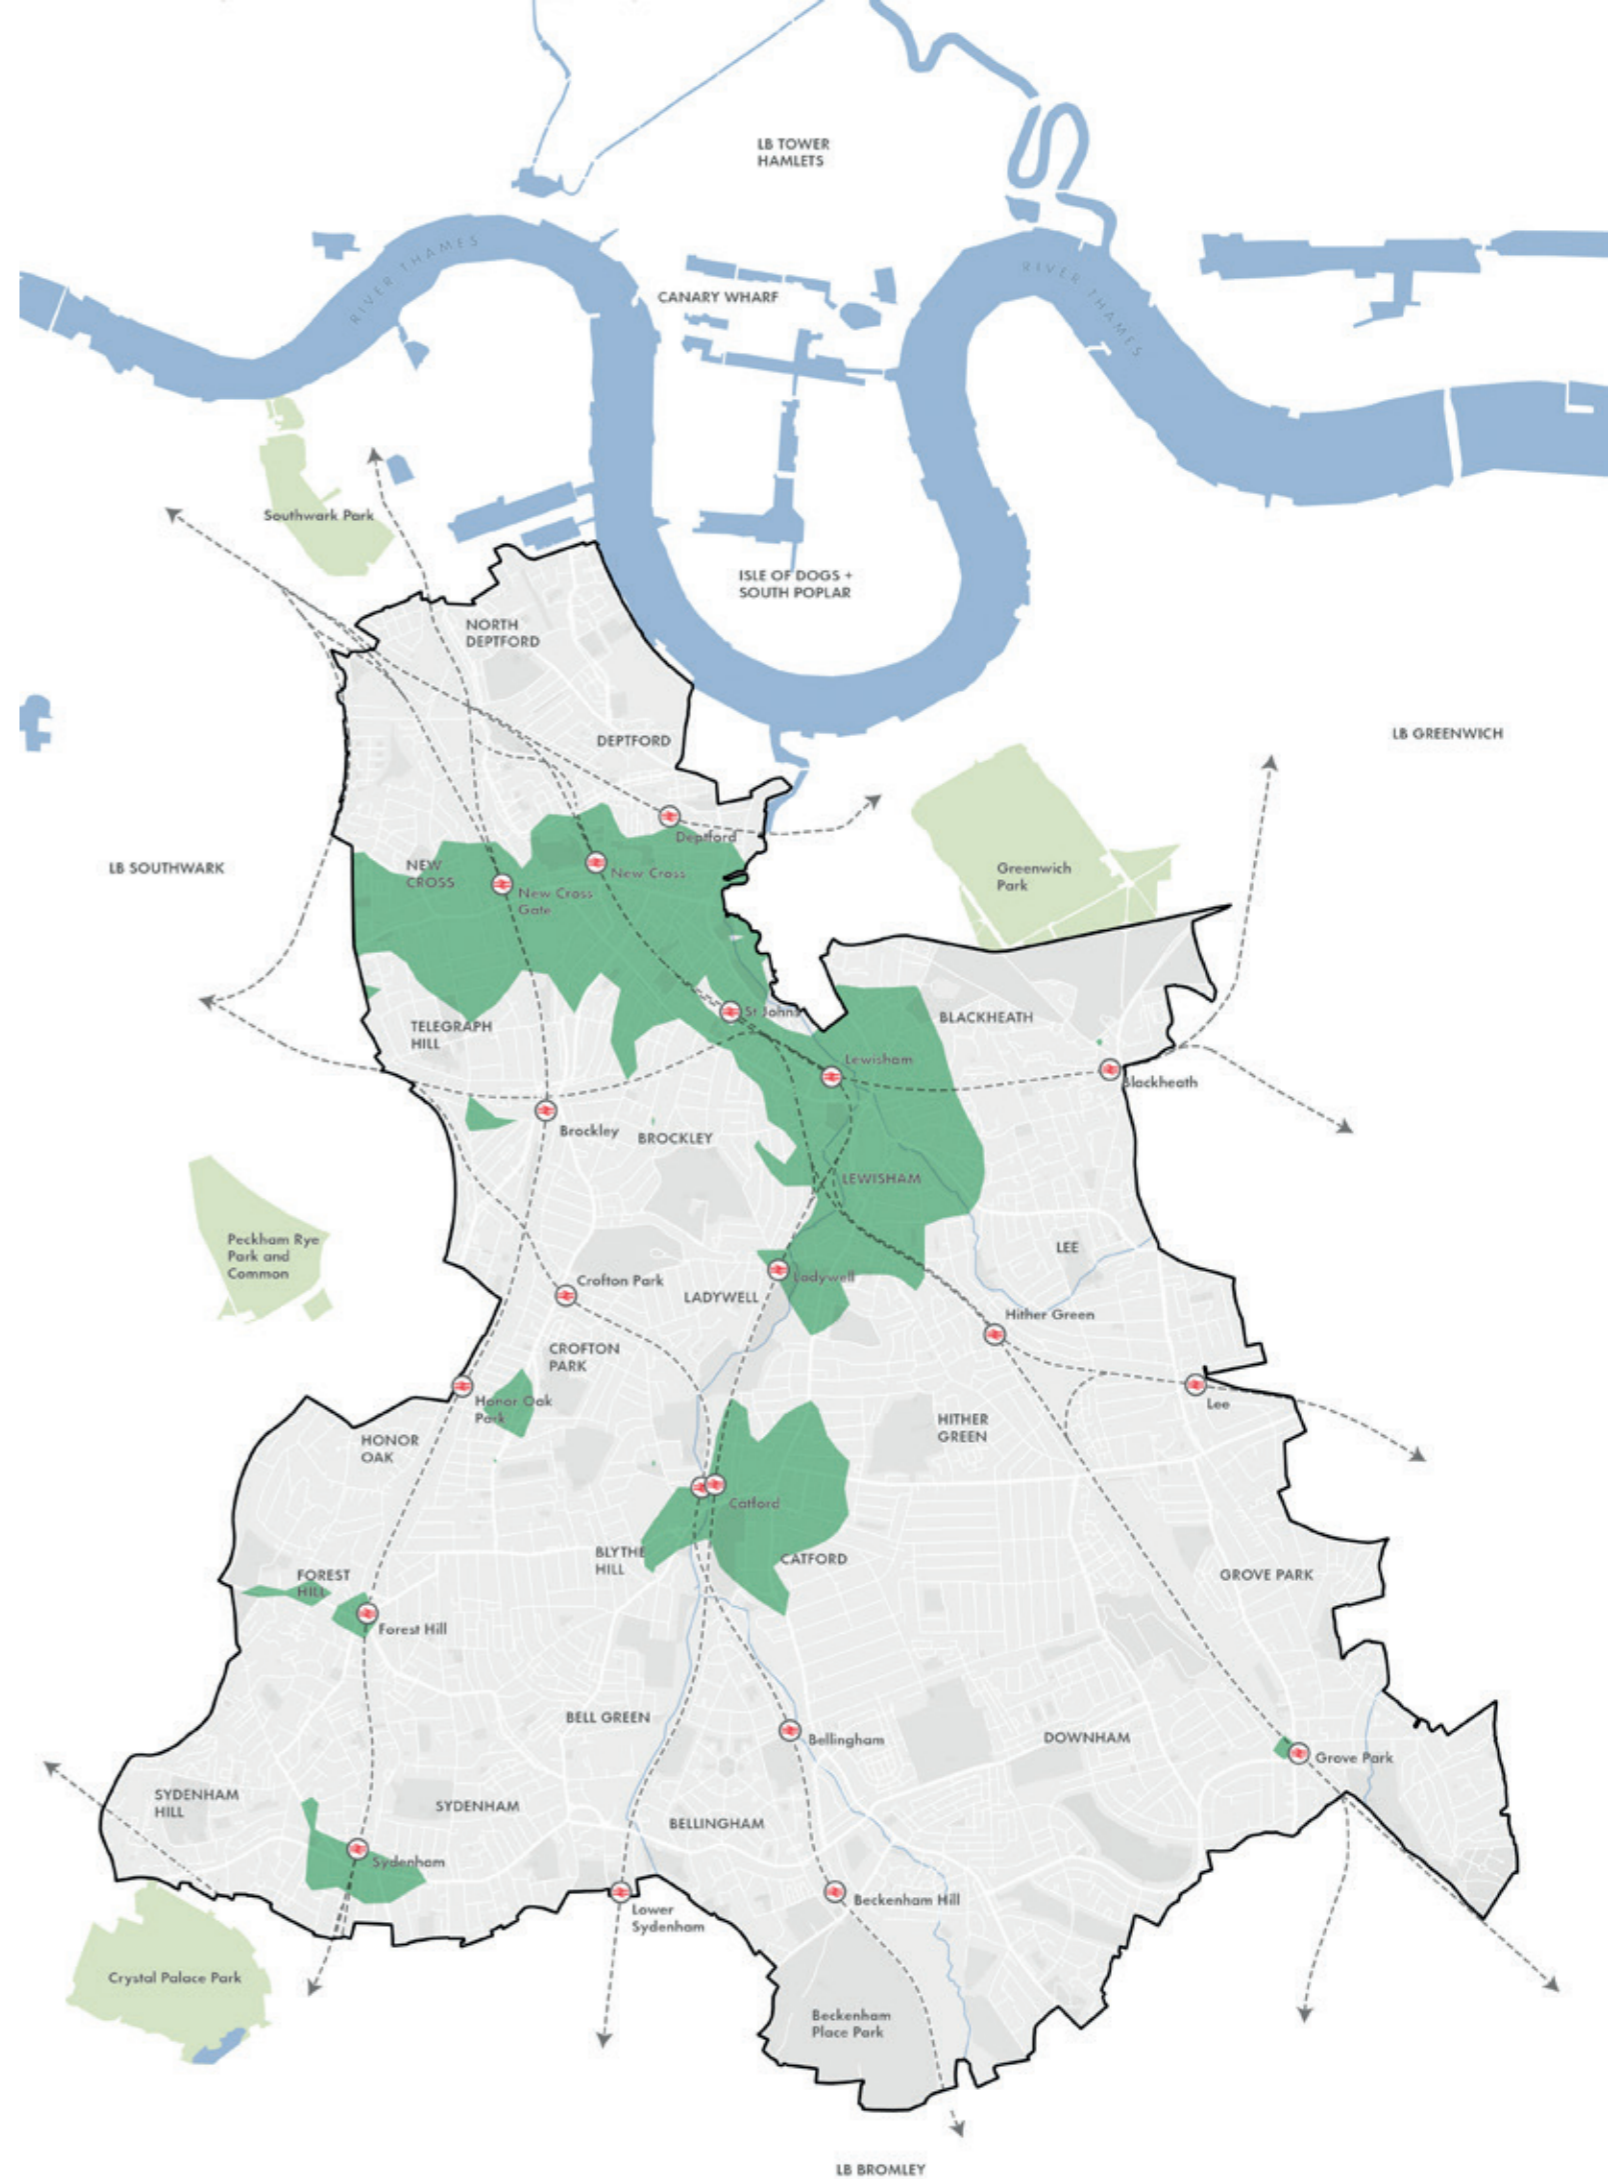 LB TOWER
HAMLETS
RIVER THAMES
RIVER THAMES
CANARY WHARF
Southwark Park
ISLE OF DOGS +
SOUTH POPLAR
NORTH
DEPTFORD
LB GREENWICH
DEPTFORD
Deptford
LB SOUTHWARK
NEW
CROSS
New Cross
New Cross
Gate
Greenwich
Park
TELEGRAPH
HILL
St Johns
BLACKHEATH
Lewisham
Blackheath
Brockley
BROCKLEY
LEWISHAM
Peckham Rye
Park and
Common
LEE
Crofton Park
LADYWELL
Ladywell
Hither Green
CROFTON
PARK
Honor Oak
Park
Lee
HONOR
OAK
HITHER
GREEN
Catford
BLYTHE
HILL
CATFORD
FOREST
HILL
GROVE PARK
Forest Hill
BELL GREEN
Bellingham
DOWNHAM
Grove Park
SYDENHAM
HILL
SYDENHAM
BELLINGHAM
Sydenham
Lower
Sydenham
Beckenham Hill
Crystal Palace Park
Beckenham
Place Park
LB BROMLEY